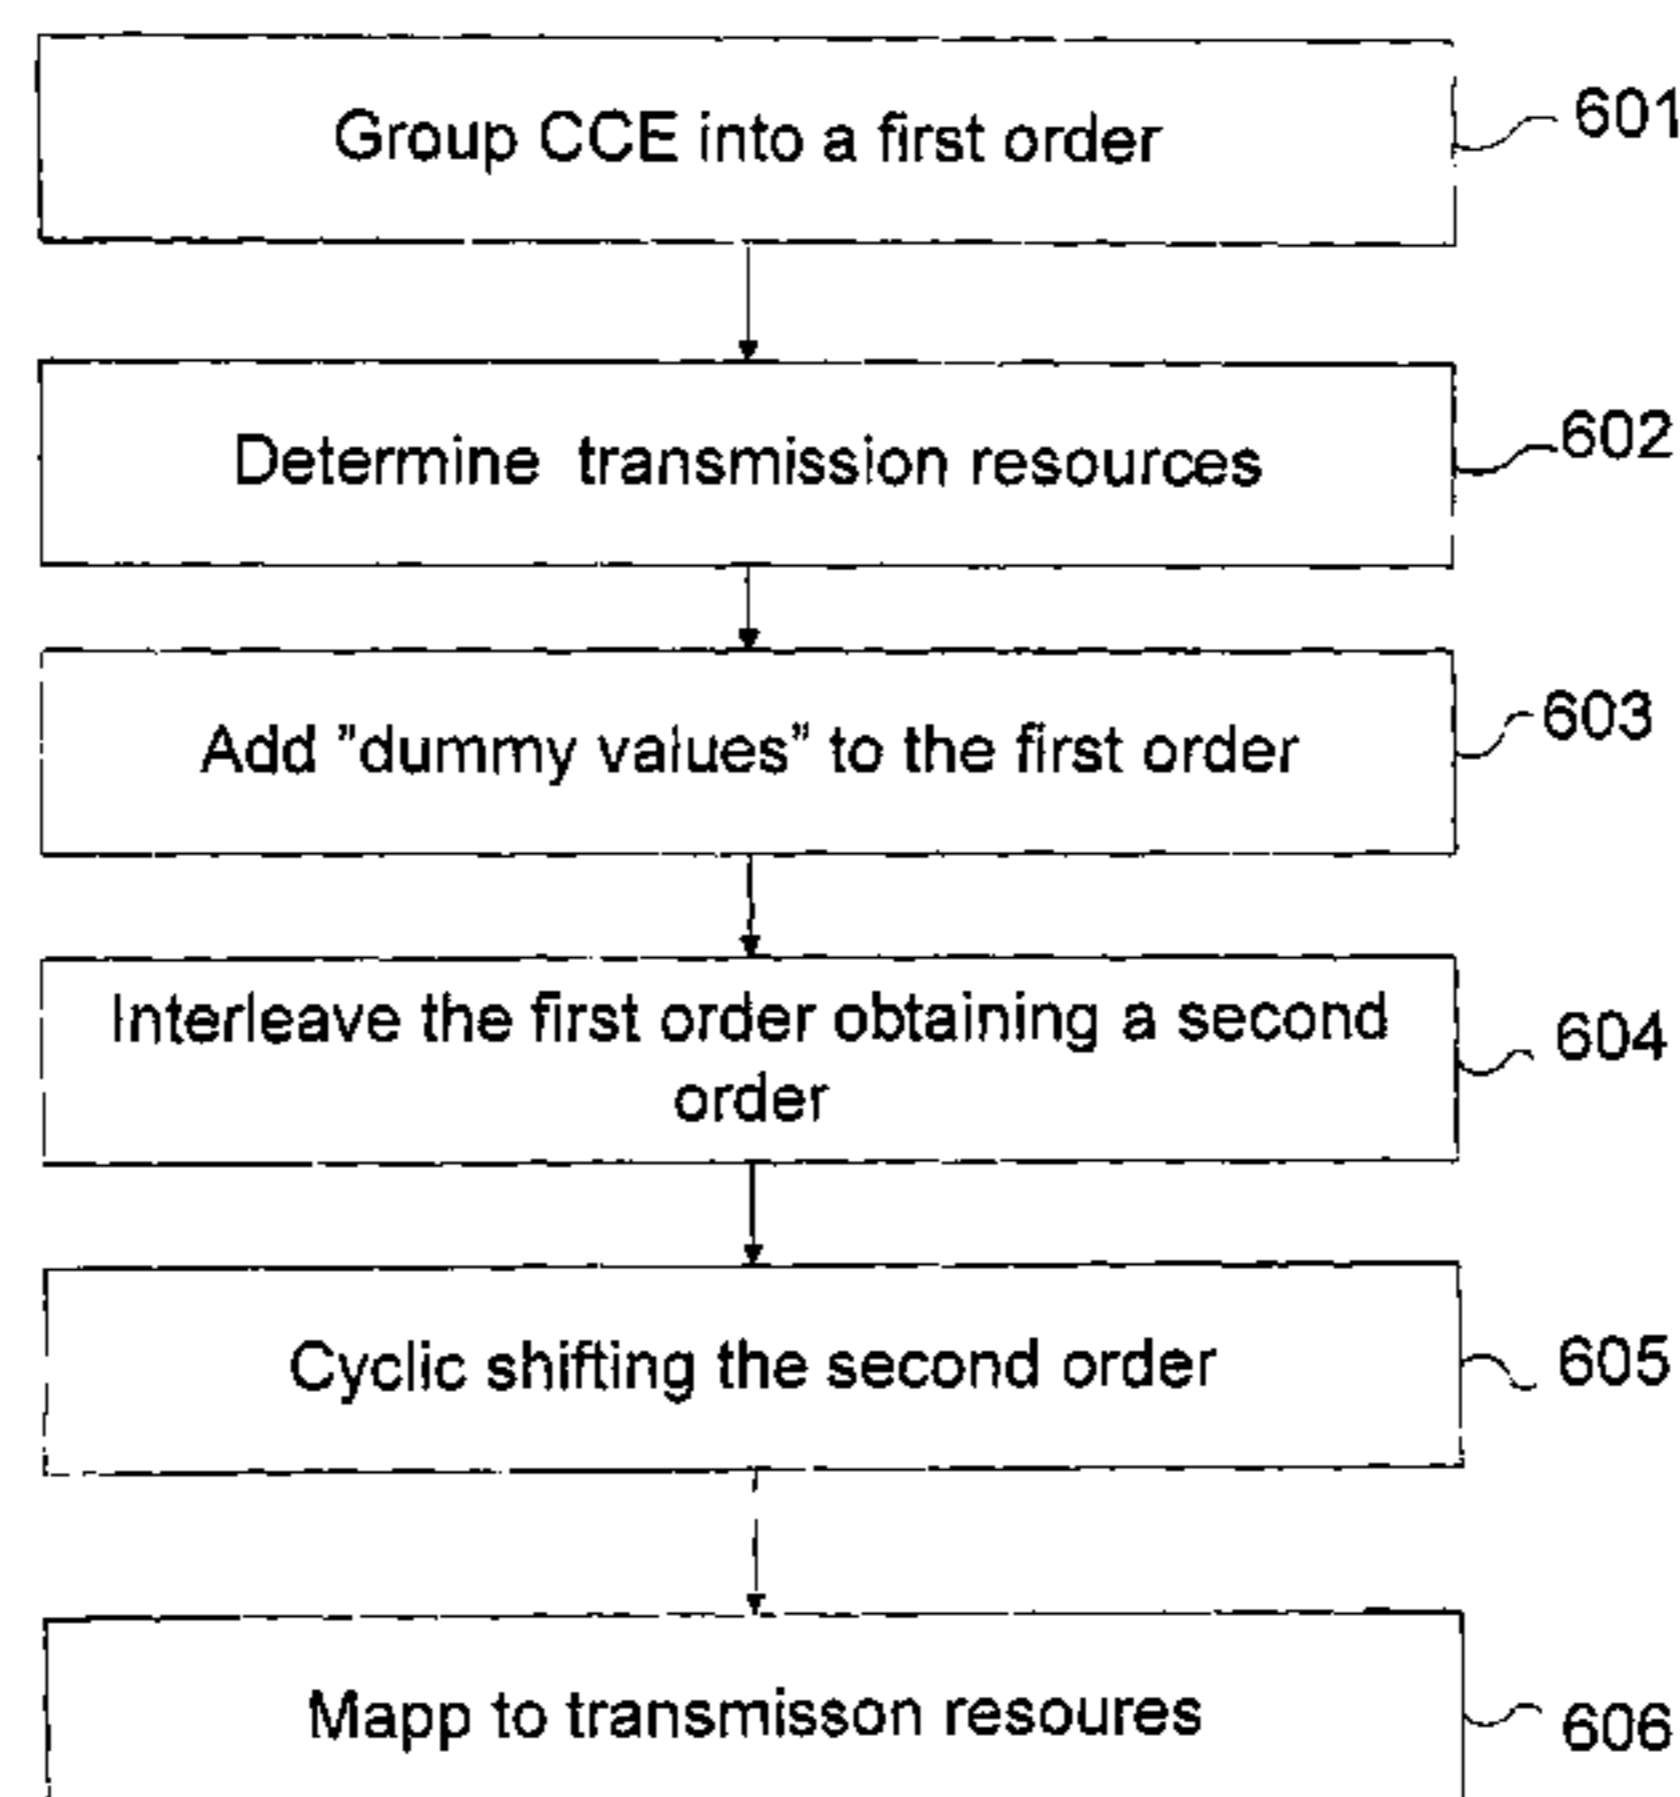 Group CCE into a first order
601
Determine transmission resources
602
Add "dummy values" to the first order
603
Interleave the first order obtaining a second
order
604
Cyclic shifting the second order
605
Mapp to transmisson resoures
606